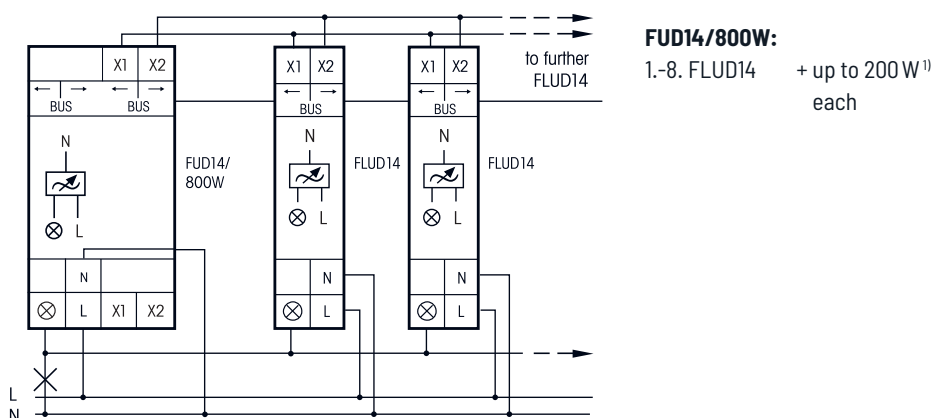 X1 X2
X1 X2
X1 X2
to further
FLUD14
BUS BUS
BUS
BUS
N
N
N
FUD14/
800W
FLUD14
FLUD14
L
L
L
N
N
N
L X1 X2
L
L
L
N
FUD14/800W:
1.-8. FLUD14 + up to 200 W 1)
each